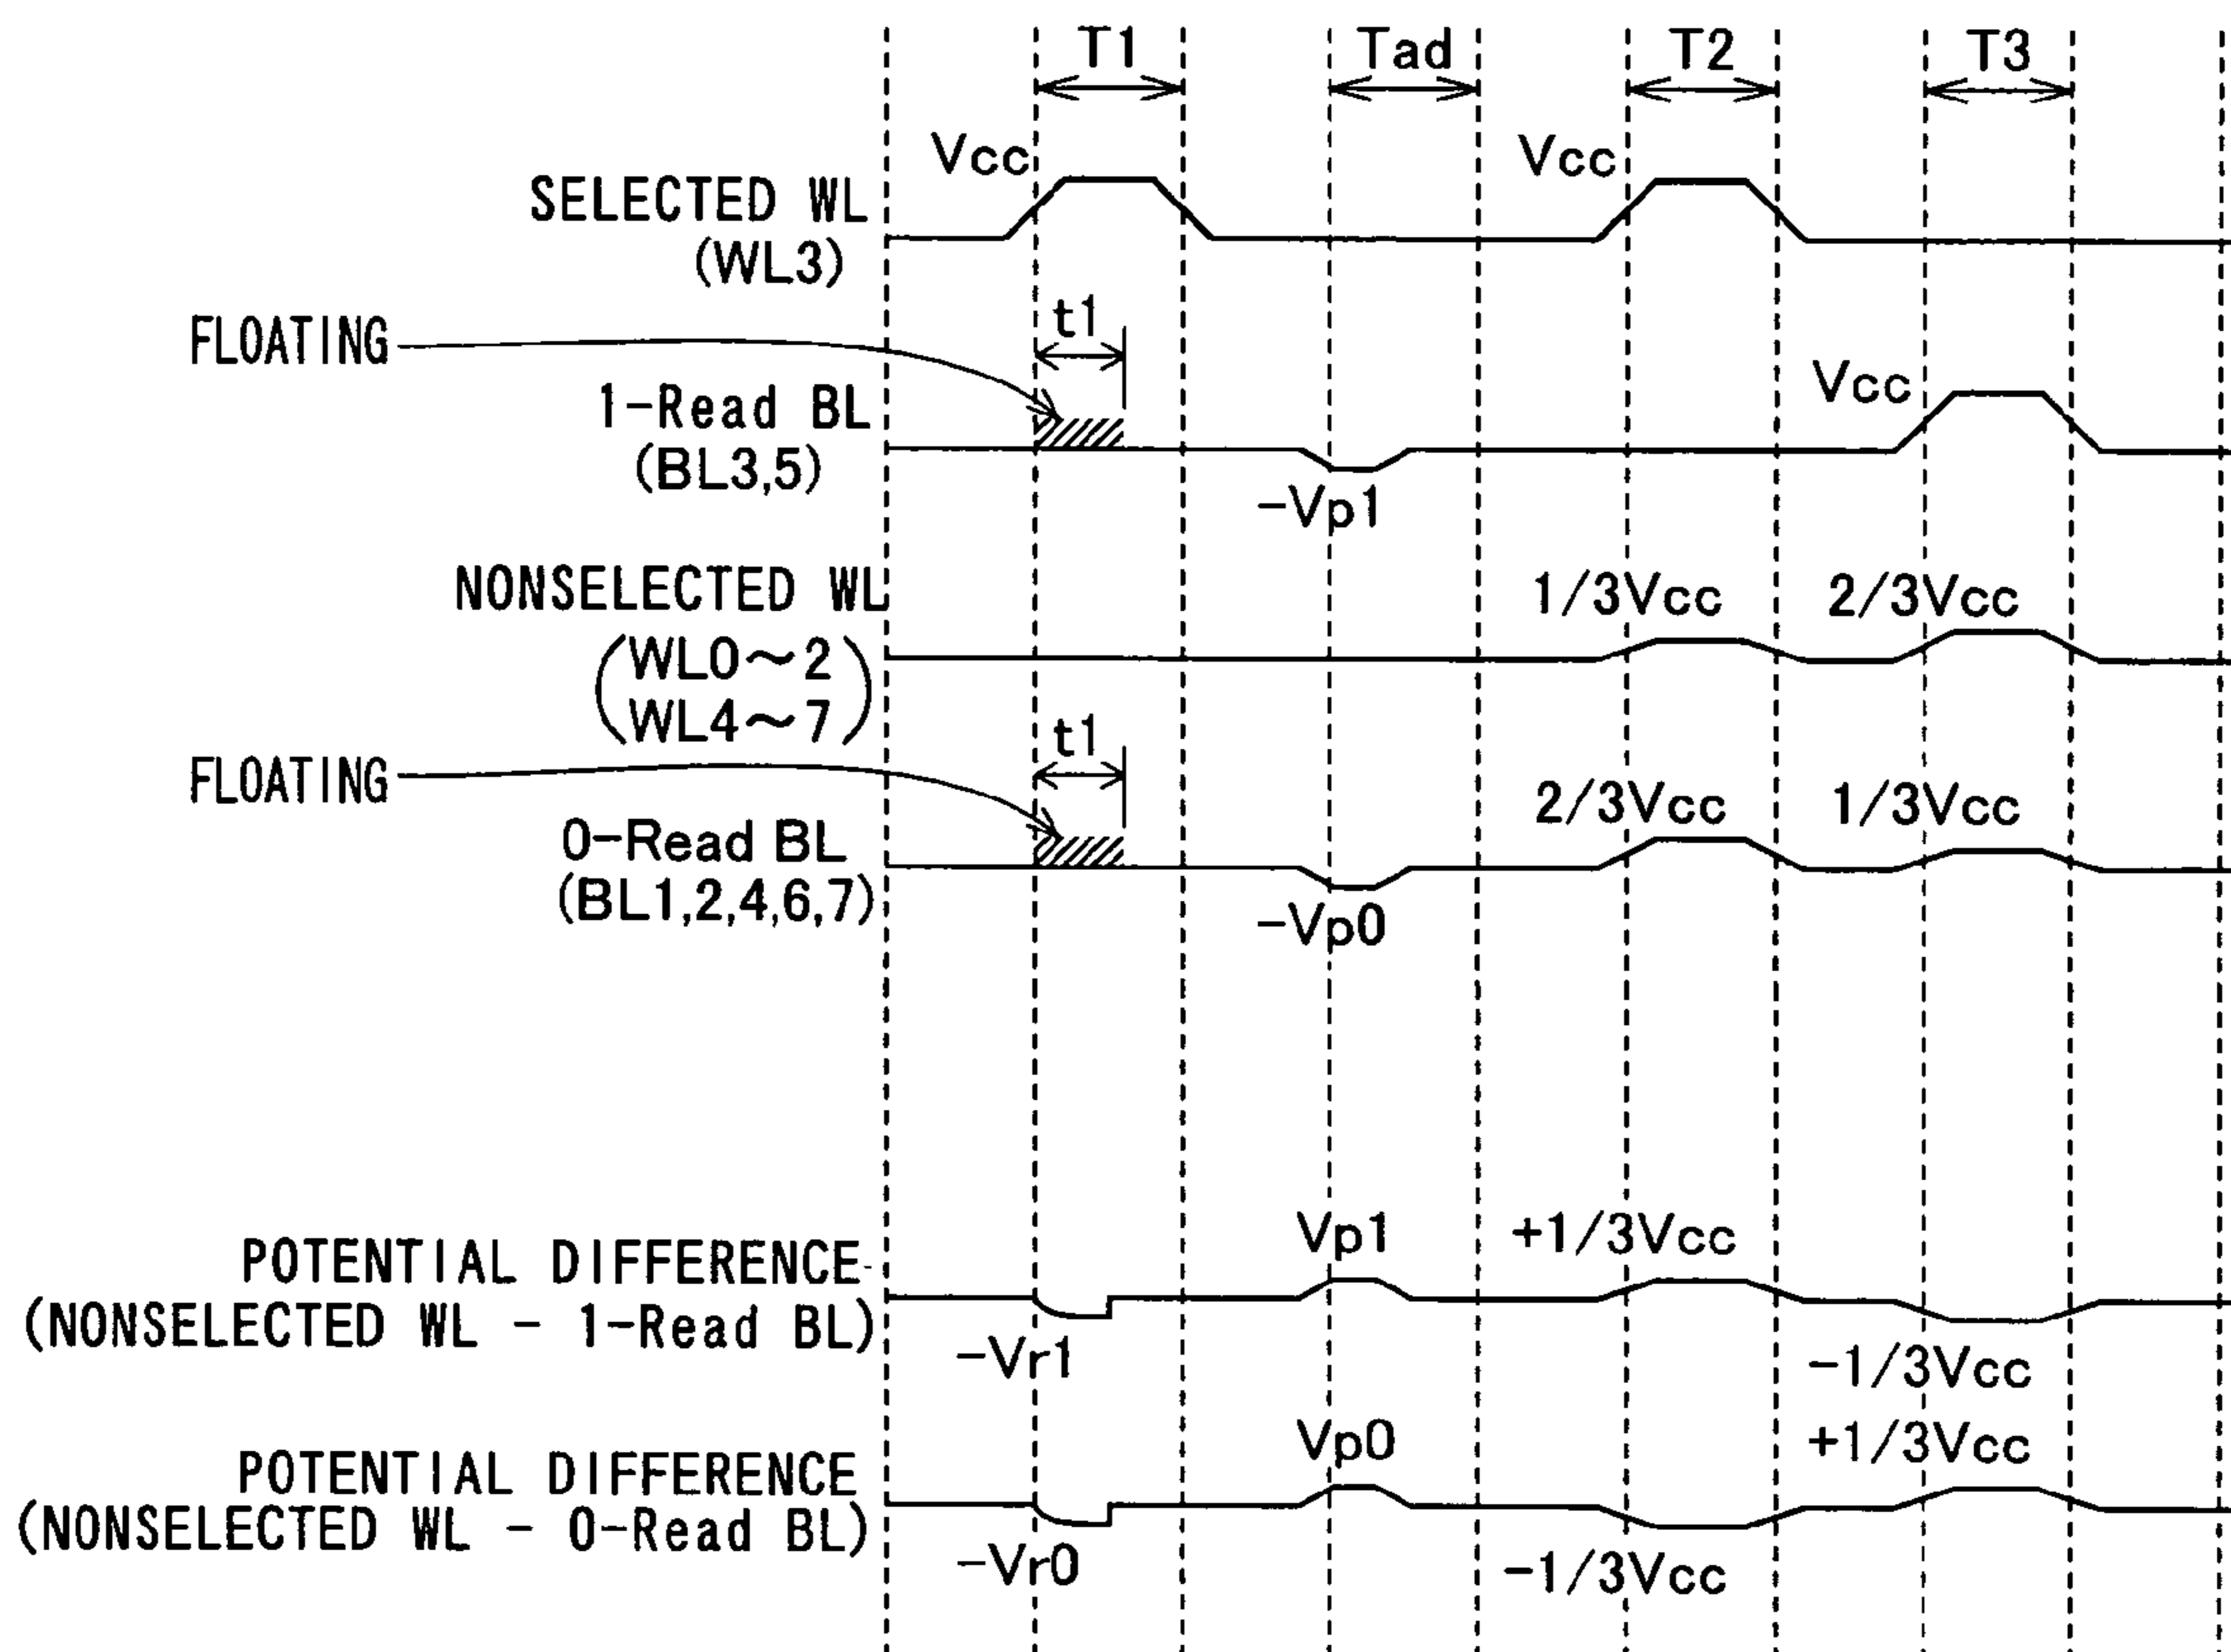 T1 Tad T2 T3
Vcc Vcc
SELECTED WL
(WL3)
t1
FLOATING
Vcc
1-Read BL
(BL3,5)
-Vp1
NONSELECTED WL
1/3Vcc 2/3Vcc
(WL0~2
WL4~7)
t1
FLOATING
2/3Vcc 1/3Vcc
0-Read BL
(BL1,2,4,6,7)
-Vp0
Vp1 +1/3Vcc
POTENTIAL DIFFERENCE
(NONSELECTED WL - 1-Read BL)
-Vr1 -1/3Vcc
Vp0 +1/3Vcc
POTENTIAL DIFFERENCE
(NONSELECTED WL - 0-Read BL)
-Vr0 -1/3Vcc